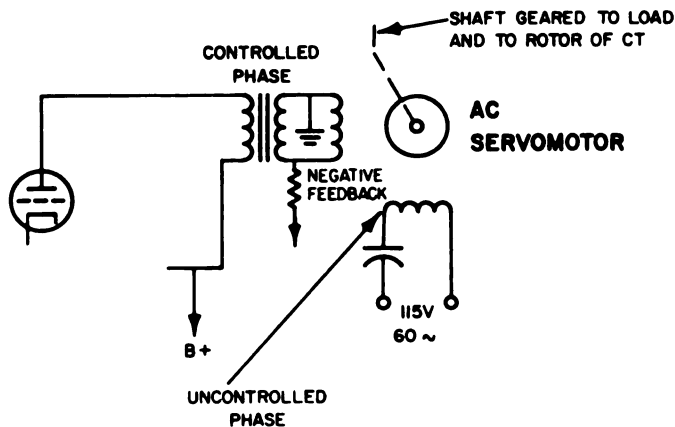 SHAFT GEARED TO LOAD
AND TO ROTOR OF CT
CONTROLLED
PHASE
AC
SERVOMOTOR
NEGATIVE
FEEDBACK
115V
60 ~
B+
UNCONTROLLED
PHASE